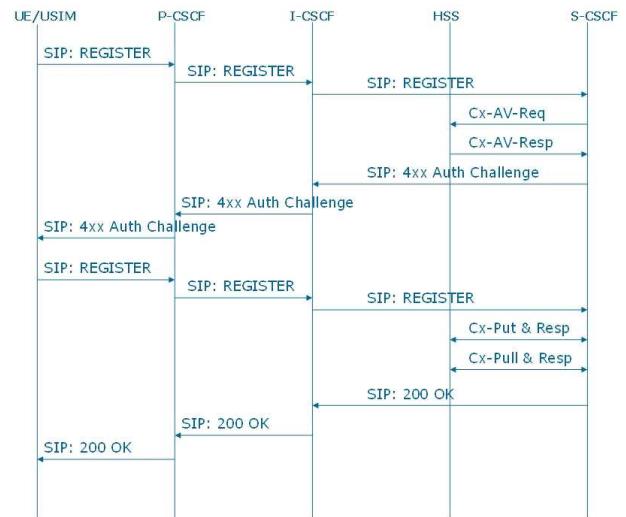 UE/USIM P-CSCF I-CSCF HSS S-CSCF
SIP: REGISTER
SIP: REGISTER
SIP: REGISTER
Cx-AV-Req
Cx-AV-Resp
SIP: 4xx Auth Challenge
SIP: 4xx Auth Challenge
SIP: 4xx Auth Challenge
SIP: REGISTER
SIP: REGISTER
SIP: REGISTER
Cx-Put & Resp
Cx-Pull & Resp
SIP: 200 OK
SIP: 200 OK
SIP: 200 OK